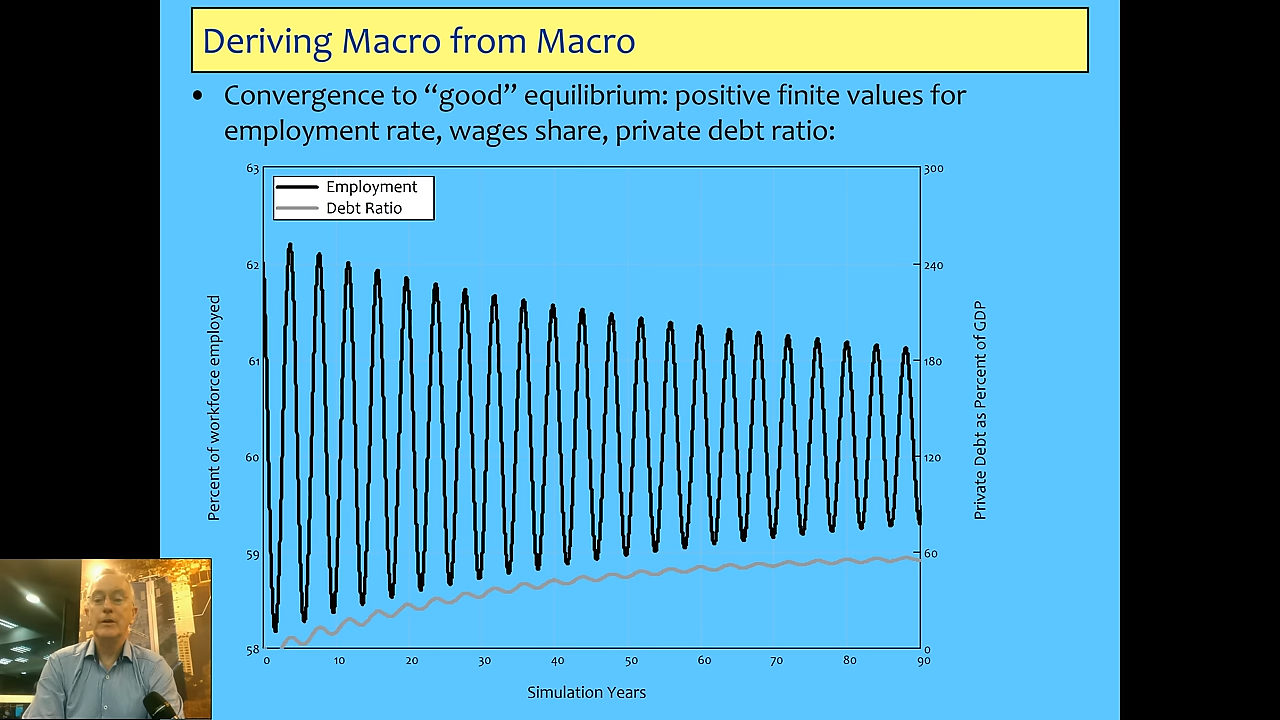 Deriving Macro from Macro
• Convergence to “good” equilibrium: positive finite values for
employment rate, wages share, private debt ratio:
63
300
Employment
Debt Ratio
62
240
61
180
60
120
59
60
58
0
0 10 20 30 40 50 60 70 80 90
Percent of workforce employed
Private Debt as Percent of GDP
Simulation Years